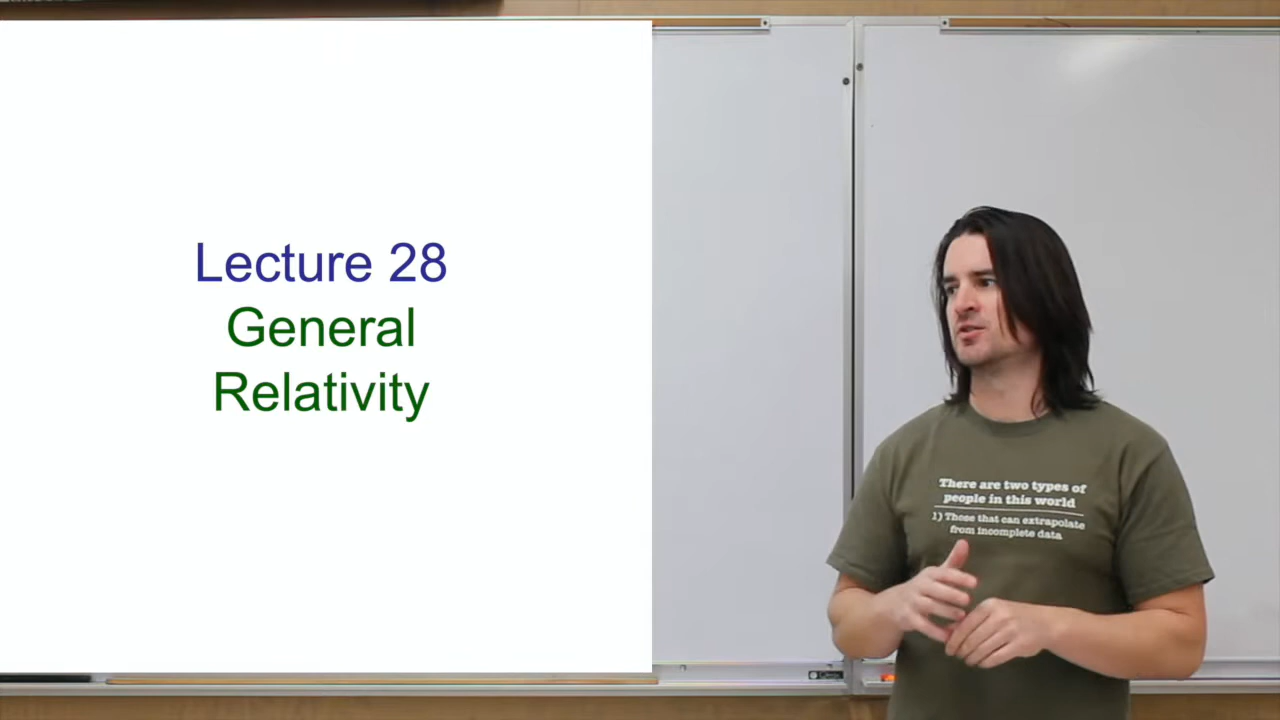 Lecture 28
General
Relativity
There are two types of
people in this world
1) Those that can extrapolate
from incomplete data